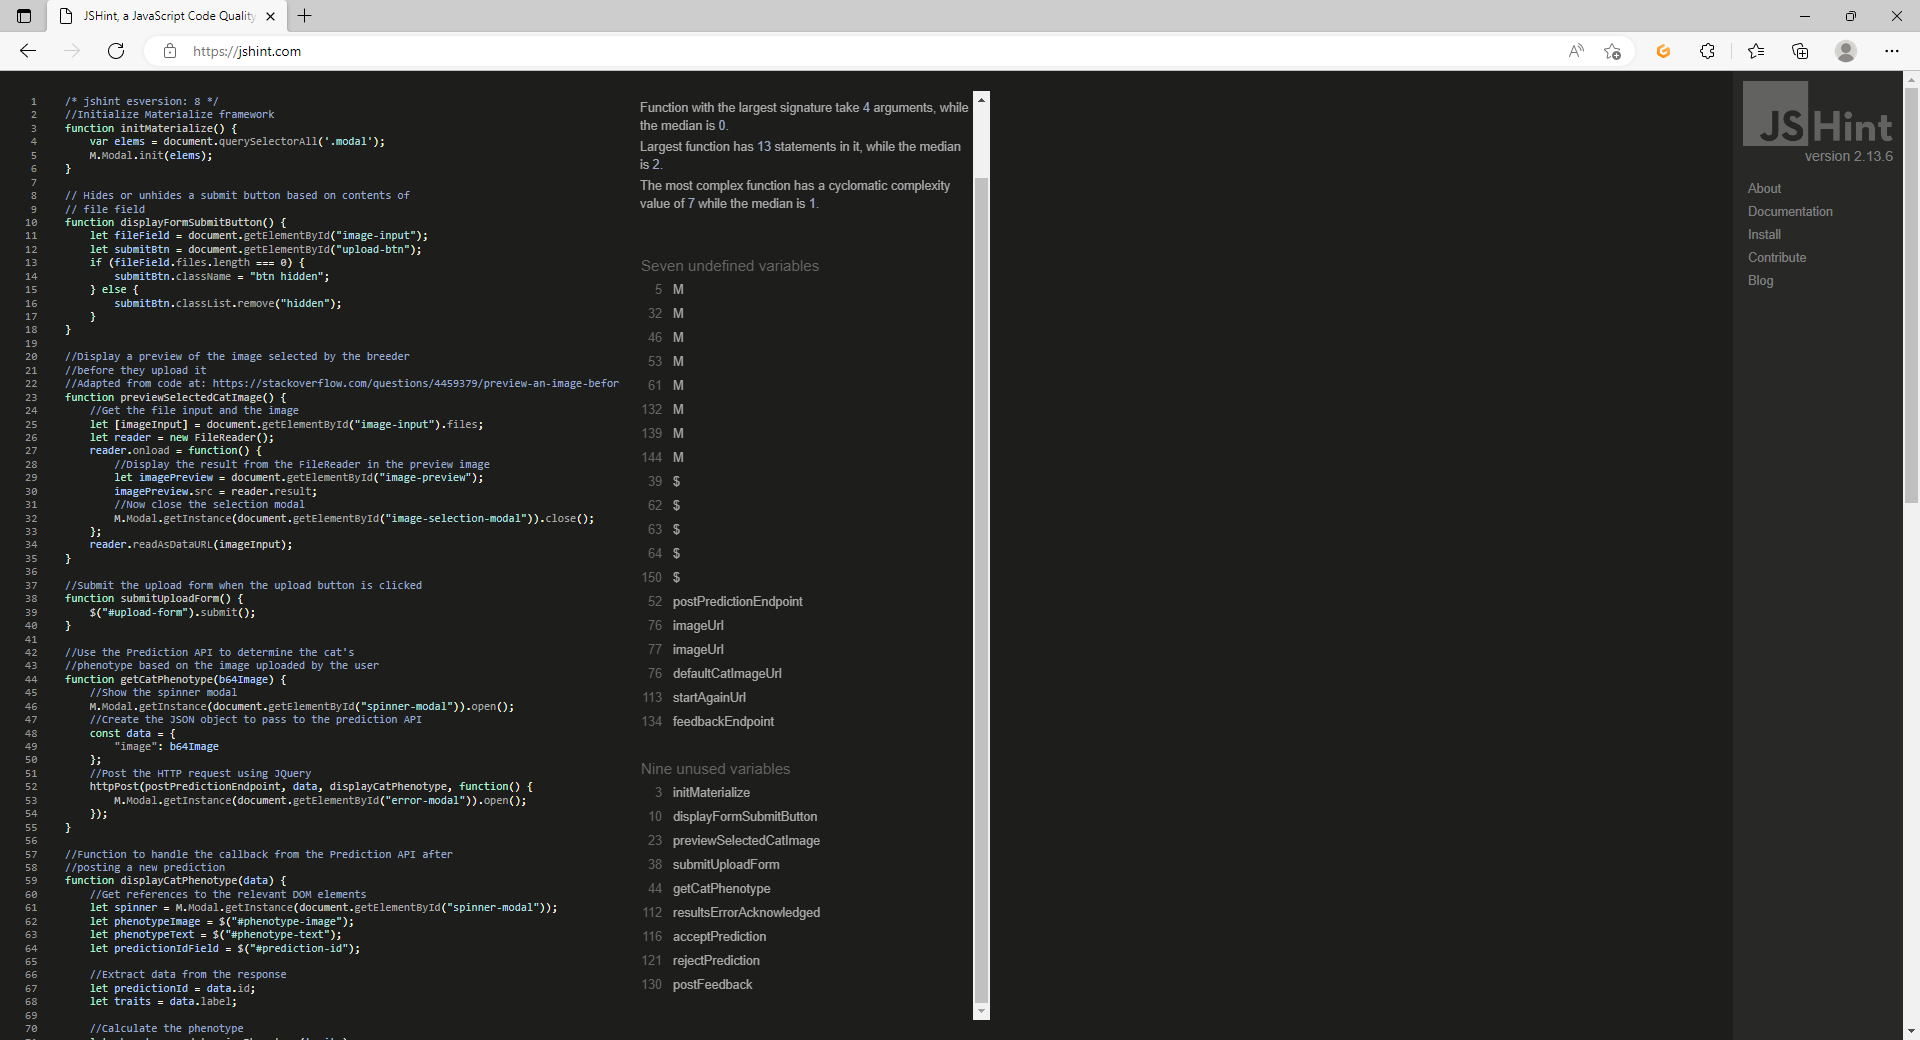 JSHint, a JavaScript Code Quality
https://jshint.com
1 /* jshint esversion: 8 */
2 //Initialize Materialize framework
3 function initMaterialize() {
4 var elems = document.querySelectorAll('.modal');
5 M.Modal.init(elems);
6 }
7
8 // Hides or unhides a submit button based on contents of
9 // file field
10 function displayFormSubmitButton() {
11 let fileField = document.getElementById("image-input");
12 let submitBtn = document.getElementById("upload-btn");
13 if (fileField.files.length === 0) {
14 submitBtn.className = "btn hidden";
15 } else {
16 submitBtn.classList.remove("hidden");
17 }
18 }
19
20 //Display a preview of the image selected by the breeder
21 //before they upload it
22 //Adapted from code at: https://stackoverflow.com/questions/4459379/preview-an-image-befor
23 function previewSelectedCatImage() {
24 //Get the file input and the image
25 let [imageInput] = document.getElementById("image-input").files;
26 let reader = new FileReader();
27 reader.onload = function() {
28 //Display the result from the FileReader in the preview image
29 let imagePreview = document.getElementById("image-preview");
30 imagePreview.src = reader.result;
31 //Now close the selection modal
32 M.Modal.getInstance(document.getElementById("image-selection-modal")).close();
33 };
34 reader.readAsDataURL(imageInput);
35 }
36
37 //Submit the upload form when the upload button is clicked
38 function submitUploadForm() {
39 $("#upload-form").submit();
40 }
41
42 //Use the Prediction API to determine the cat's
43 //phenotype based on the image uploaded by the user
44 function getCatPhenotype(b64Image) {
45 //Show the spinner modal
46 M.Modal.getInstance(document.getElementById("spinner-modal")).open();
47 //Create the JSON object to pass to the prediction API
48 const data = {
49 "image": b64Image
50 };
51 //Post the HTTP request using JQuery
52 httpPost(postPredictionEndpoint, data, displayCatPhenotype, function() {
53 M.Modal.getInstance(document.getElementById("error-modal")).open();
54 });
55 }
56
57 //Function to handle the callback from the Prediction API after
58 //posting a new prediction
59 function displayCatPhenotype(data) {
60 //Get references to the relevant DOM elements
61 let spinner = M.Modal.getInstance(document.getElementById("spinner-modal"));
62 let phenotypeImage = $("#phenotype-image");
63 let phenotypeText = $("#phenotype-text");
64 let predictionIdField = $("#prediction-id");
65
66 //Extract data from the response
67 let predictionId = data.id;
68 let traits = data.label;
69
70 //Calculate the phenotype
Function with the largest signature take 4 arguments, while
the median is 0.
Largest function has 13 statements in it, while the median
is 2.
The most complex function has a cyclomatic complexity
value of 7 while the median is 1.
Seven undefined variables
5 M
32 M
46 M
53 M
61 M
132 M
139 M
144 M
39 $
62 $
63 $
64 $
150 $
52 postPredictionEndpoint
76 imageUrl
77 imageUrl
76 defaultCatImageUrl
113 startAgainUrl
134 feedbackEndpoint
Nine unused variables
3 initMaterialize
10 displayFormSubmitButton
23 previewSelectedCatImage
38 submitUploadForm
44 getCatPhenotype
112 resultsErrorAcknowledged
116 acceptPrediction
121 rejectPrediction
130 postFeedback
JSHint
version 2.13.6
About
Documentation
Install
Contribute
Blog